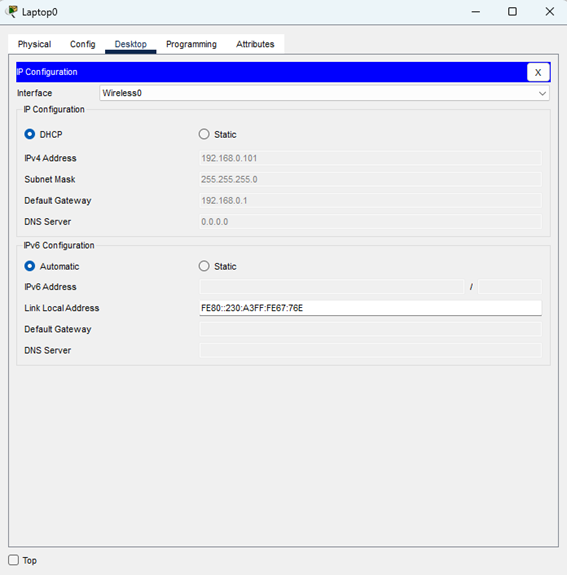 Laptop0
Physical Config Desktop Programming Attributes
IP Configuration X
Interface Wireless0
IP Configuration
DHCP Static
IPv4 Address 192.168.0.101
Subnet Mask 255.255.255.0
Default Gateway 192.168.0.1
DNS Server 0.0.0.0
IPv6 Configuration
Automatic Static
IPv6 Address /
Link Local Address FE80::230:A3FF:FE67:76E
Default Gateway
DNS Server
Top